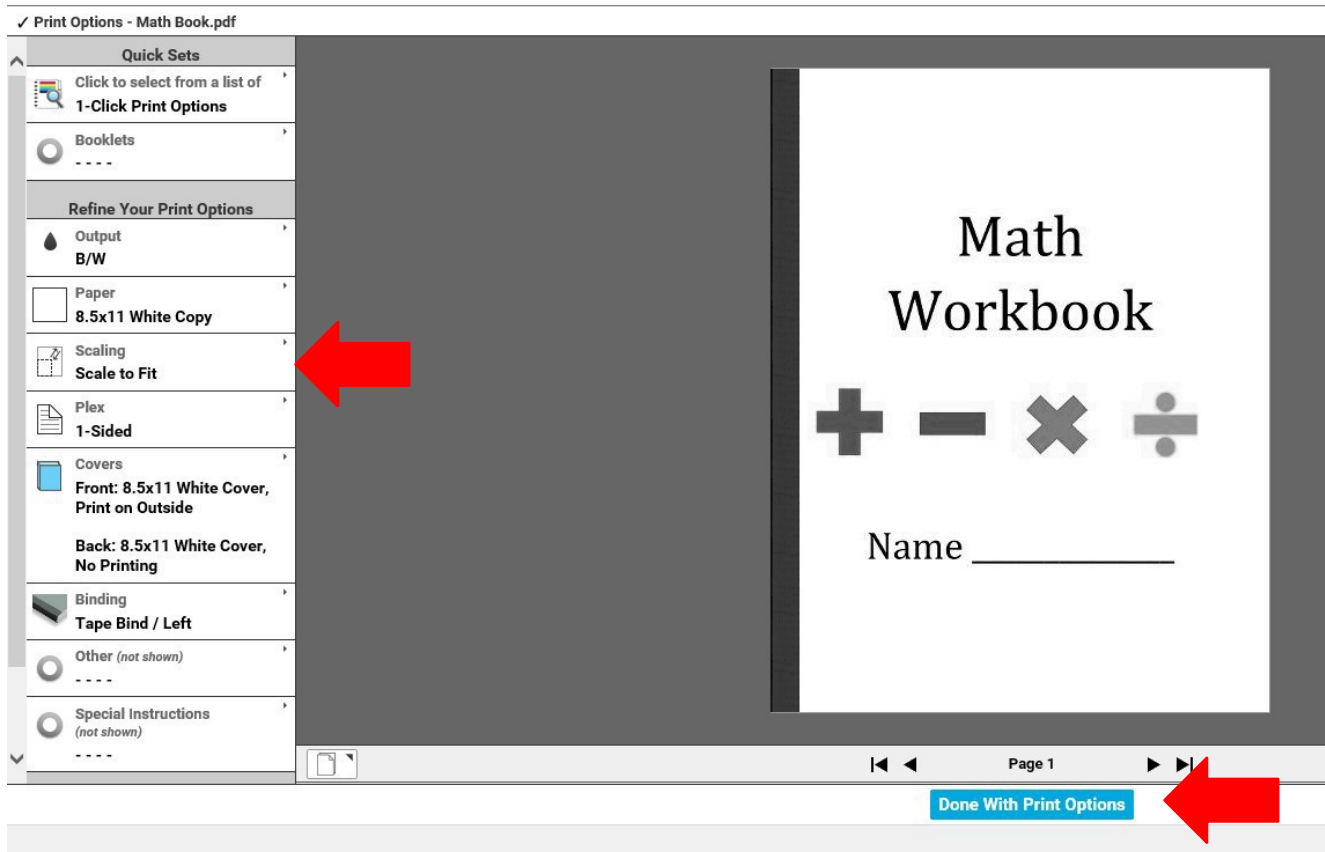 ✓ Print Options - Math Book.pdf
Quick Sets
Click to select from a list of
1-Click Print Options
Booklets
- - - -
Refine Your Print Options
Output
B/W
Paper
8.5x11 White Copy
Scaling
Scale to Fit
Plex
1-Sided
Covers
Front: 8.5x11 White Cover,
Print on Outside
Back: 8.5x11 White Cover,
No Printing
Binding
Tape Bind / Left
Other (not shown)
- - - -
Special Instructions
(not shown)
- - - -
Math
Workbook
+ − × ÷
Name ______________
Page 1
Done With Print Options